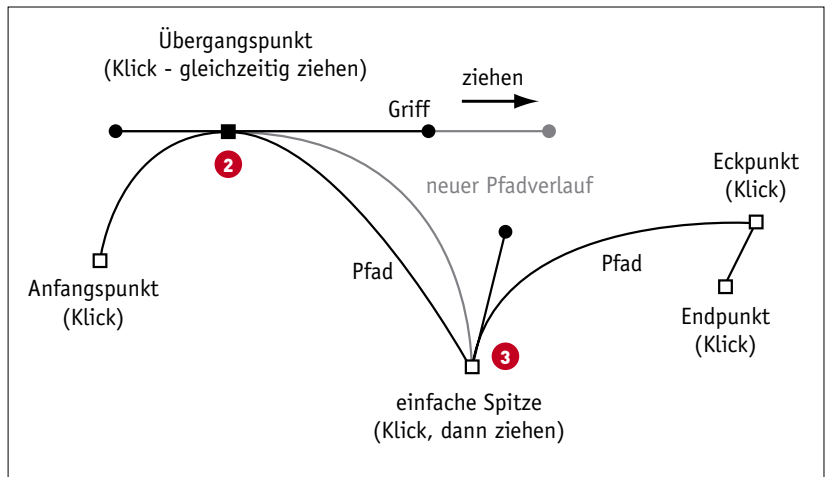 Übergangspunkt
(Klick - gleichzeitig ziehen)
ziehen
Griff
2
neuer Pfadverlauf
Eckpunkt
(Klick)
Anfangspunkt
(Klick)
Pfad
Pfad
Endpunkt
(Klick)
3
einfache Spitze
(Klick, dann ziehen)